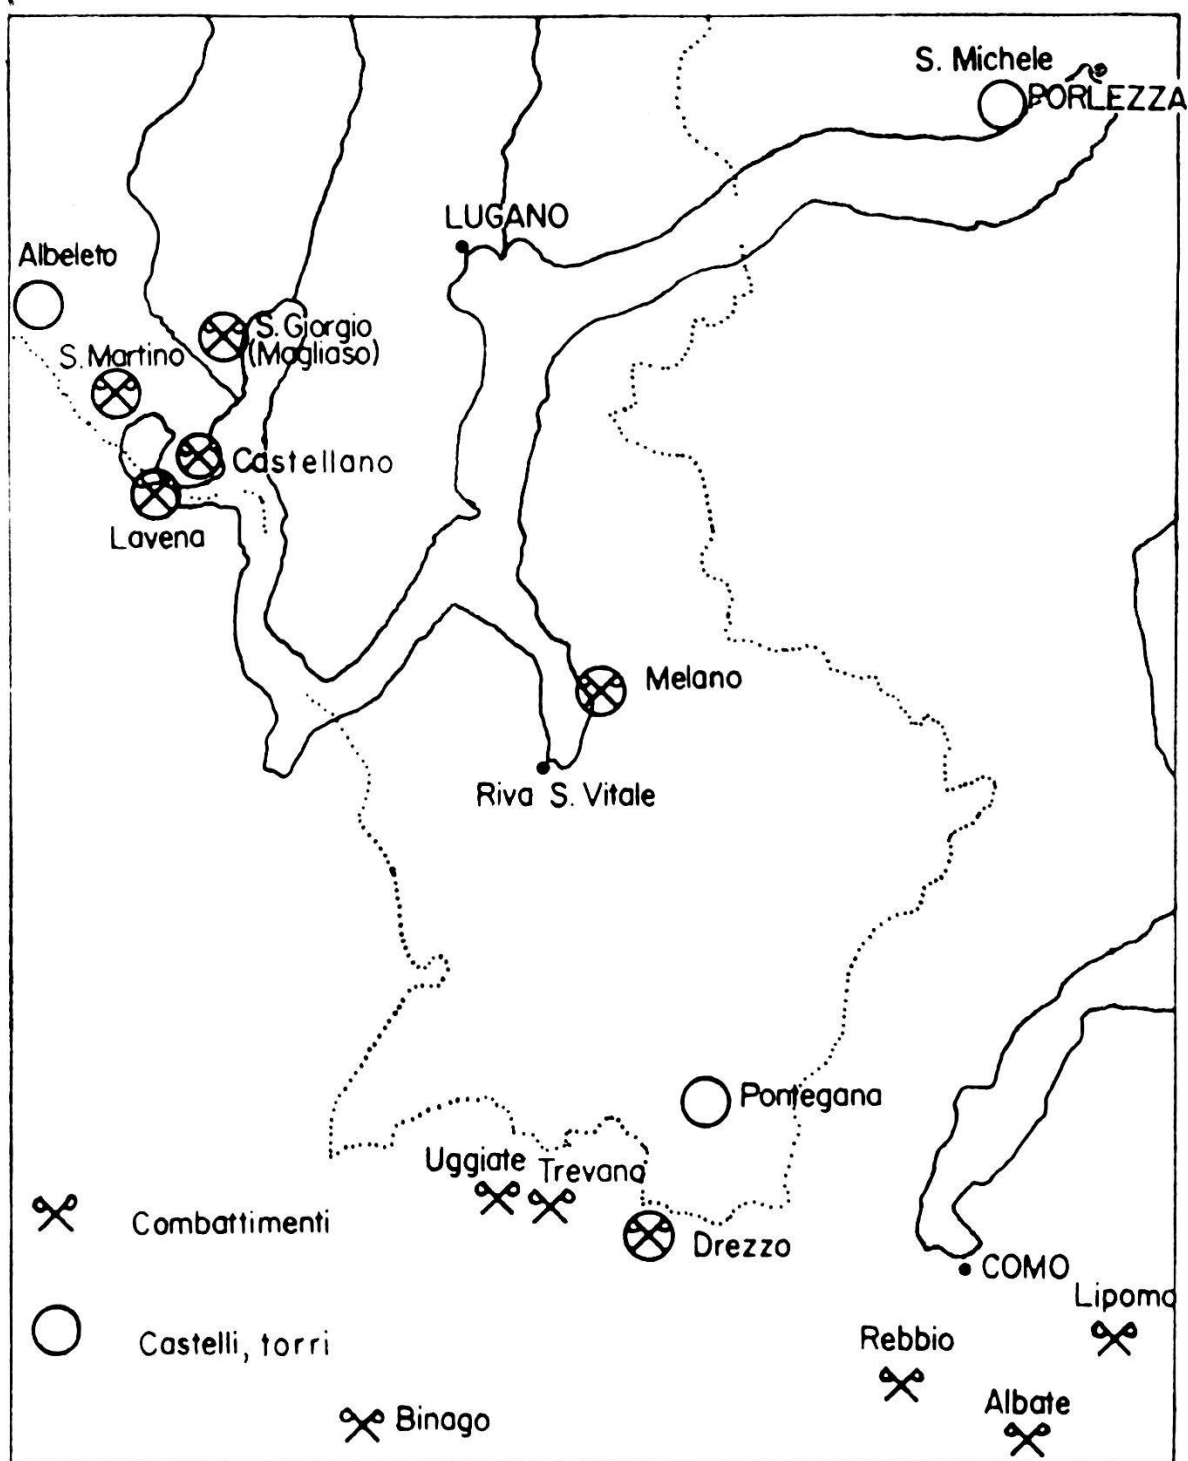 S. Michele
PORLEZZA
LUGANO
Albeleto
S. Giorgio
(Magliaso)
S. Martino
Castellano
Lavena
Melano
Riva S. Vitale
Pontegana
Uggiate
Trevano
Combattimenti
Drezzo
COMO
Lipomo
Castelli, torri
Rebbio
Albate
Binago